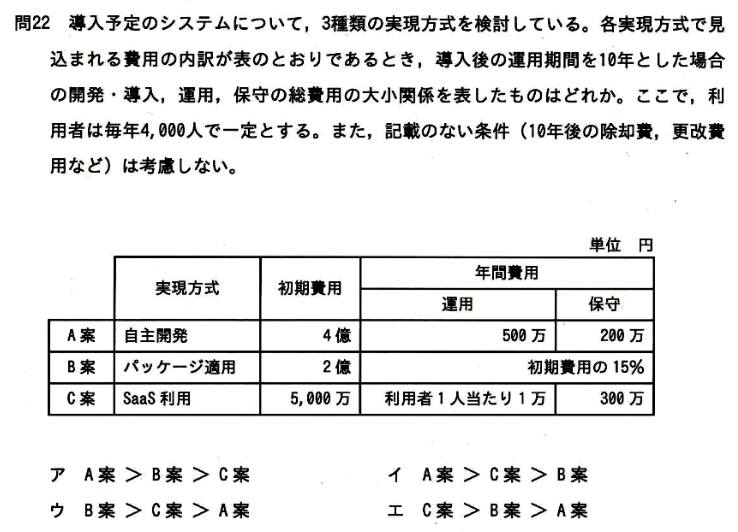 問22 導入予定のシステムについて，3種類の実現方式を検討している。各実現方式で見
込まれる費用の内訳が表のとおりであるとき，導入後の運用期間を10年とした場合
の開発・導入，運用，保守の総費用の大小関係を表したものはどれか。ここで，利
用者は毎年4,000人で一定とする。また，記載のない条件（10年後の除却費，更改費
用など）は考慮しない。
単位 円
実現方式 初期費用 年間費用
運用 保守
A案 自主開発 4億 500万 200万
B案 パッケージ適用 2億 初期費用の15%
C案 SaaS利用 5,000万 利用者1人当たり1万 300万
ア A案 ＞ B案 ＞ C案 イ A案 ＞ C案 ＞ B案
ウ B案 ＞ C案 ＞ A案 エ C案 ＞ B案 ＞ A案